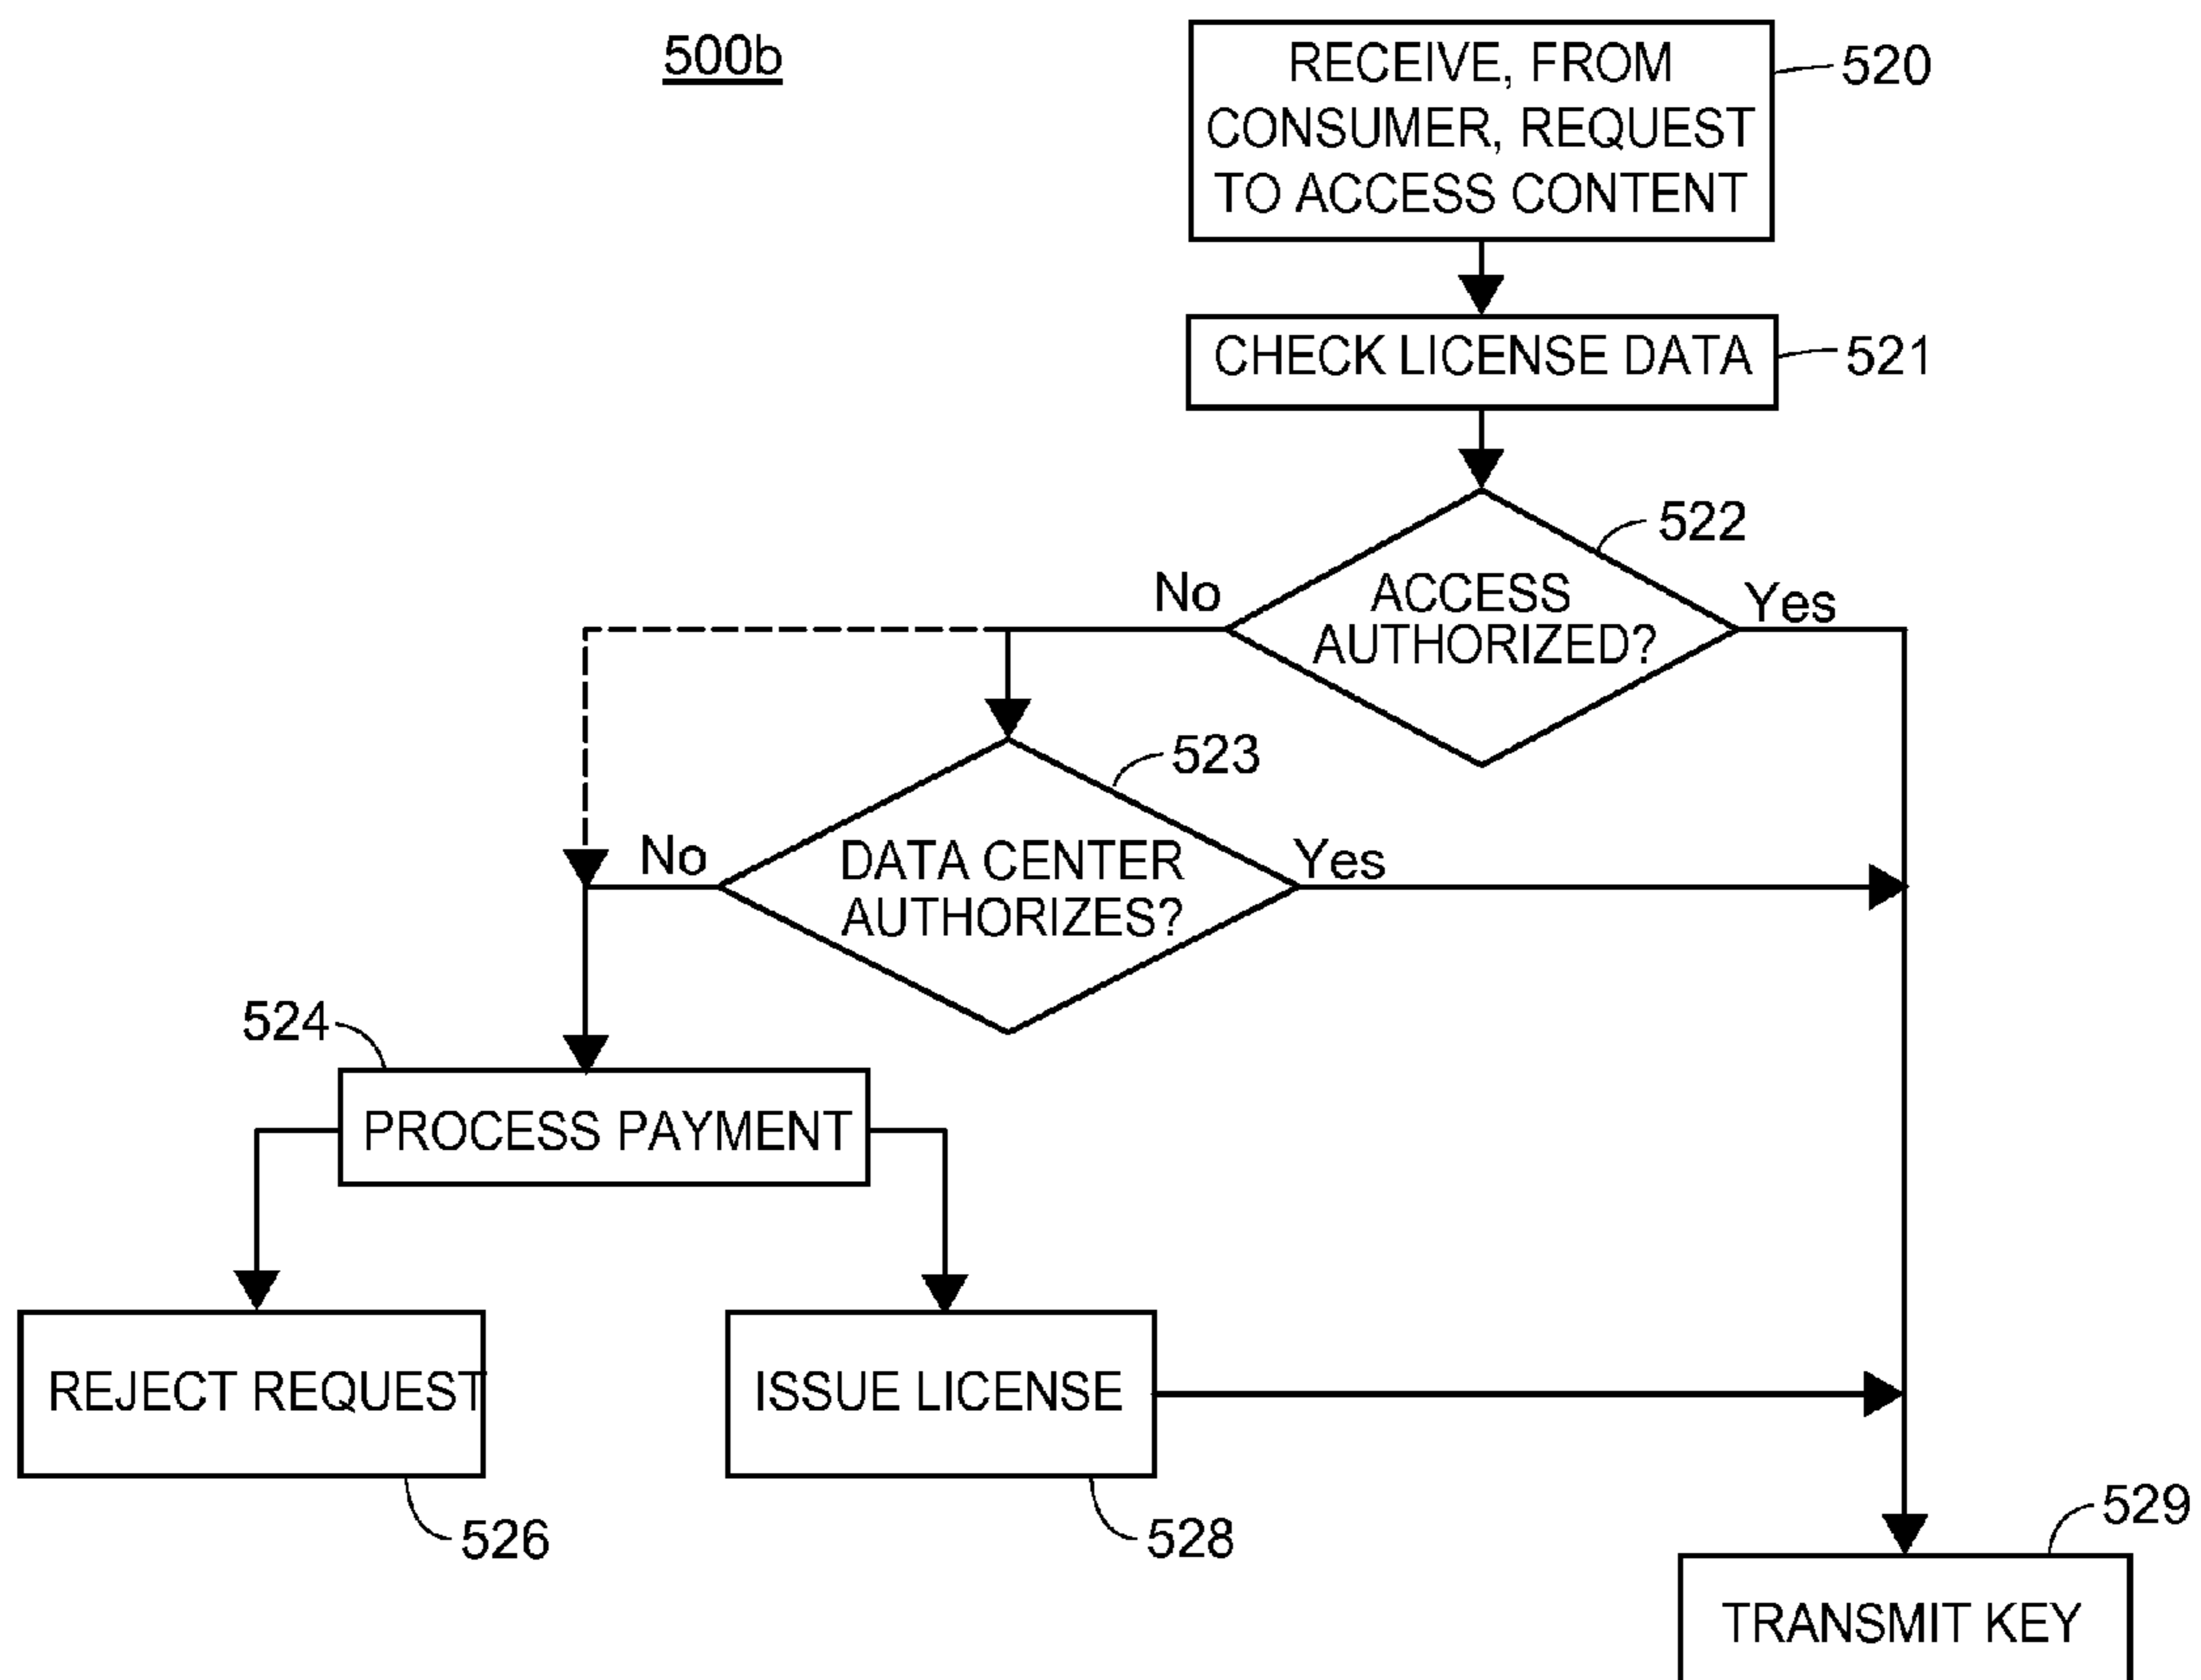 500b
RECEIVE, FROM
CONSUMER, REQUEST
TO ACCESS CONTENT
520
CHECK LICENSE DATA
521
522
ACCESS
AUTHORIZED?
No
Yes
523
DATA CENTER
AUTHORIZES?
No
Yes
524
PROCESS PAYMENT
REJECT REQUEST
526
ISSUE LICENSE
528
529
TRANSMIT KEY